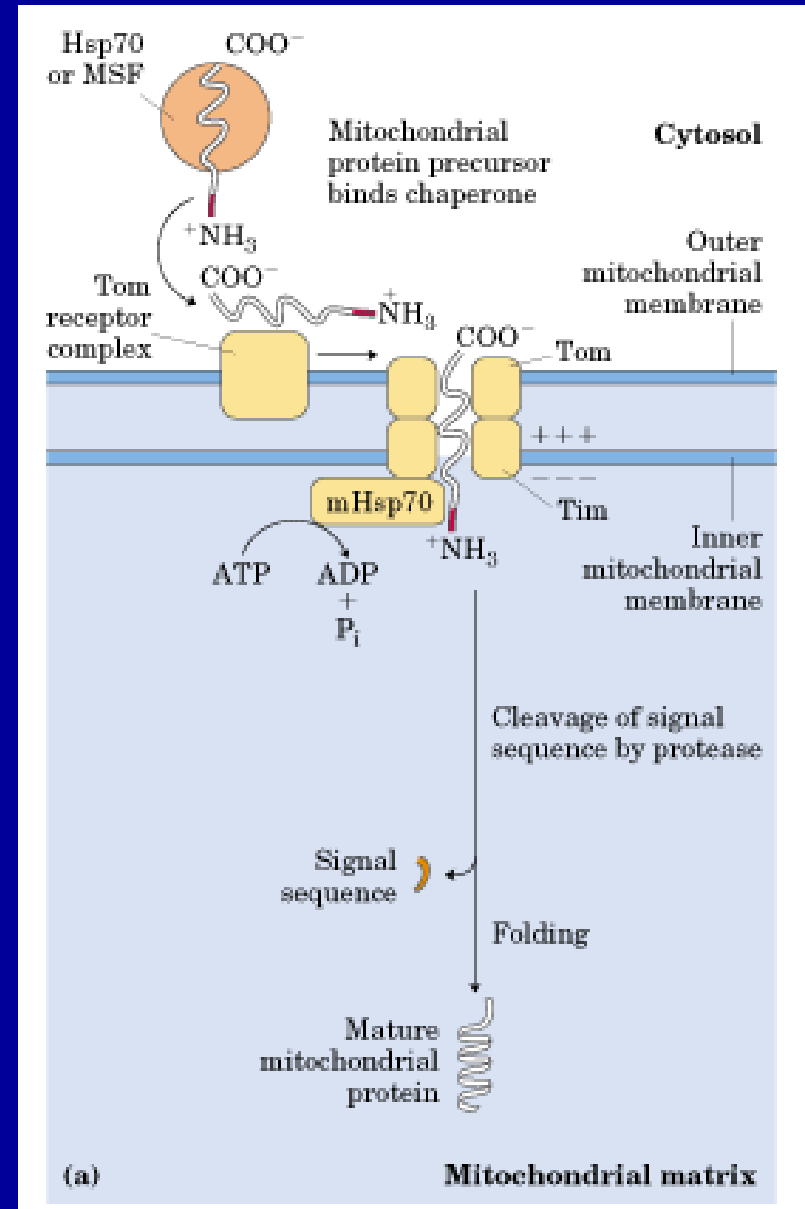 Hsp70
or MSF
COO⁻
Mitochondrial
protein precursor
binds chaperone
Cytosol
⁺NH₃
Outer
mitochondrial
membrane
Tom
receptor
complex
COO⁻
⁺NH₃
COO⁻
Tom
+++
– – – –
mHsp70
Tim
⁺NH₃
Inner
mitochondrial
membrane
ATP
ADP
+
Pᵢ
Cleavage of signal
sequence by protease
Signal
sequence
Folding
Mature
mitochondrial
protein
(a)
Mitochondrial matrix